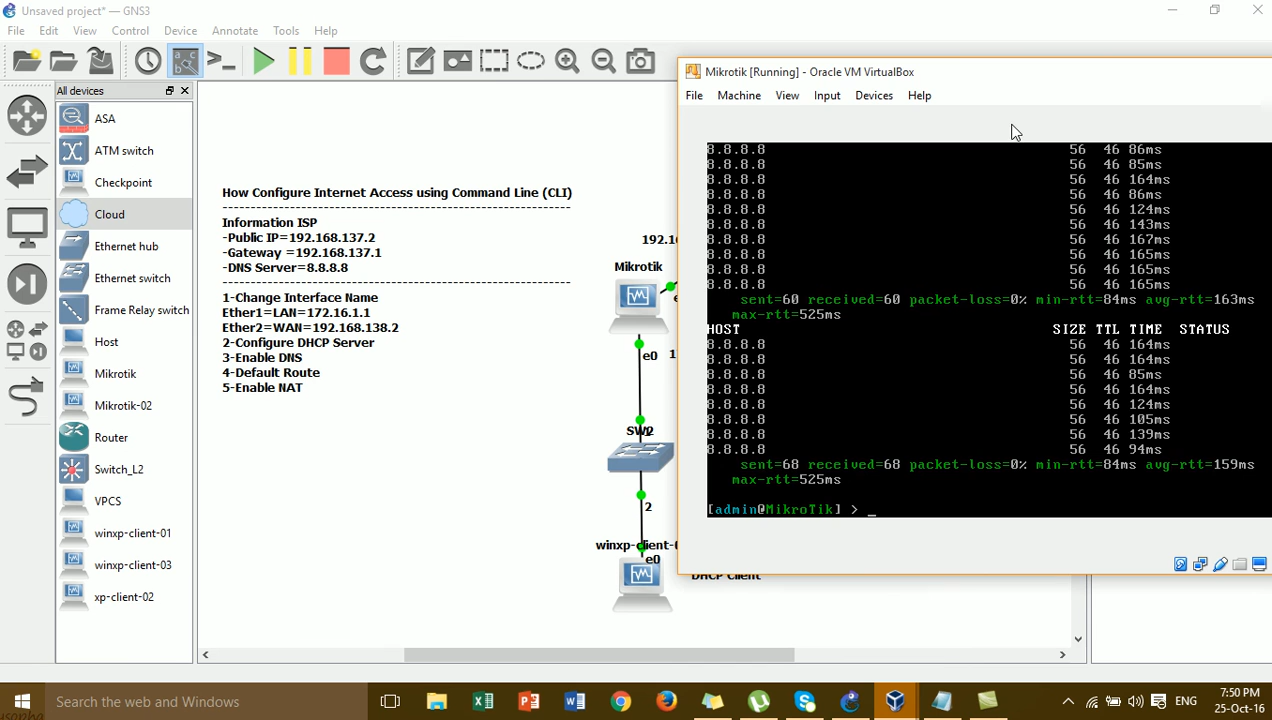 Unsaved project* — GNS3
File Edit View Control Device Annotate Tools Help
All devices
ASA
ATM switch
Checkpoint
Cloud
Ethernet hub
Ethernet switch
Frame Relay switch
Host
Mikrotik
Mikrotik-02
Router
Switch_L2
VPCS
winxp-client-01
winxp-client-03
xp-client-02
How Configure Internet Access using Command Line (CLI)
Information ISP
-Public IP=192.168.137.2
-Gateway =192.168.137.1
-DNS Server=8.8.8.8
1-Change Interface Name
Ether1=LAN=172.16.1.1
Ether2=WAN=192.168.138.2
2-Configure DHCP Server
3-Enable DNS
4-Default Route
5-Enable NAT
192.1
Mikrotik
e0 1
SW2
2
winxp-client-
e0
DHCP Client
Mikrotik [Running] - Oracle VM VirtualBox
File Machine View Input Devices Help
8.8.8.8 56 46 86ms
8.8.8.8 56 46 85ms
8.8.8.8 56 46 164ms
8.8.8.8 56 46 86ms
8.8.8.8 56 46 124ms
8.8.8.8 56 46 143ms
8.8.8.8 56 46 167ms
8.8.8.8 56 46 165ms
8.8.8.8 56 46 165ms
8.8.8.8 56 46 165ms
sent=60 received=60 packet-loss=0% min-rtt=84ms avg-rtt=163ms
max-rtt=525ms
HOST SIZE TTL TIME STATUS
8.8.8.8 56 46 164ms
8.8.8.8 56 46 164ms
8.8.8.8 56 46 85ms
8.8.8.8 56 46 164ms
8.8.8.8 56 46 124ms
8.8.8.8 56 46 105ms
8.8.8.8 56 46 139ms
8.8.8.8 56 46 94ms
sent=68 received=68 packet-loss=0% min-rtt=84ms avg-rtt=159ms
max-rtt=525ms
[admin@MikroTik] > _
Search the web and Windows
ENG
7:50 PM
25-Oct-16